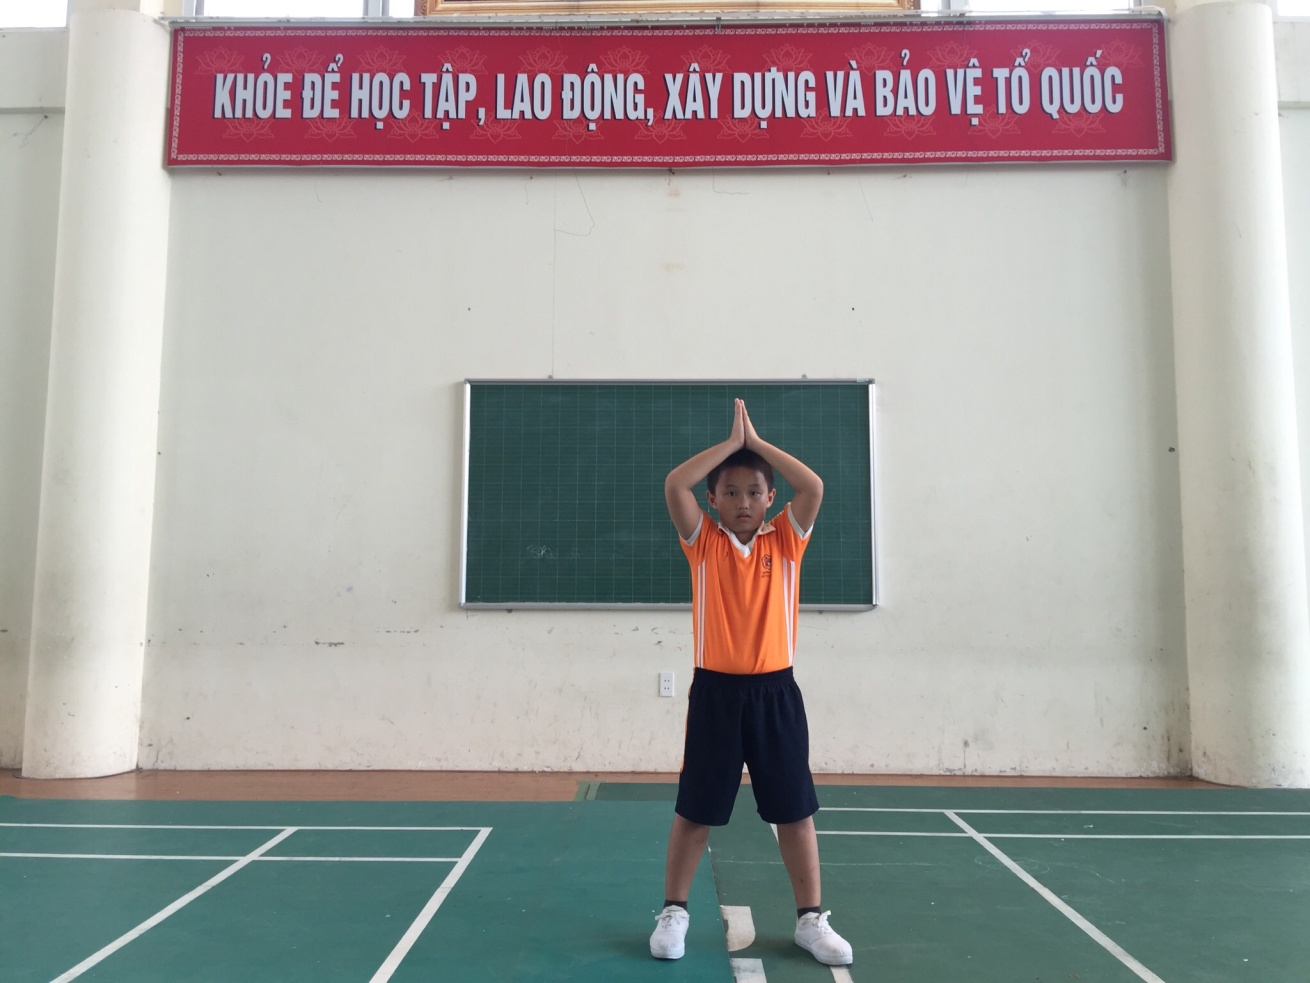 KHỎE ĐỂ HỌC TẬP, LAO ĐỘNG, XÂY DỰNG VÀ BẢO VỆ TỔ QUỐC